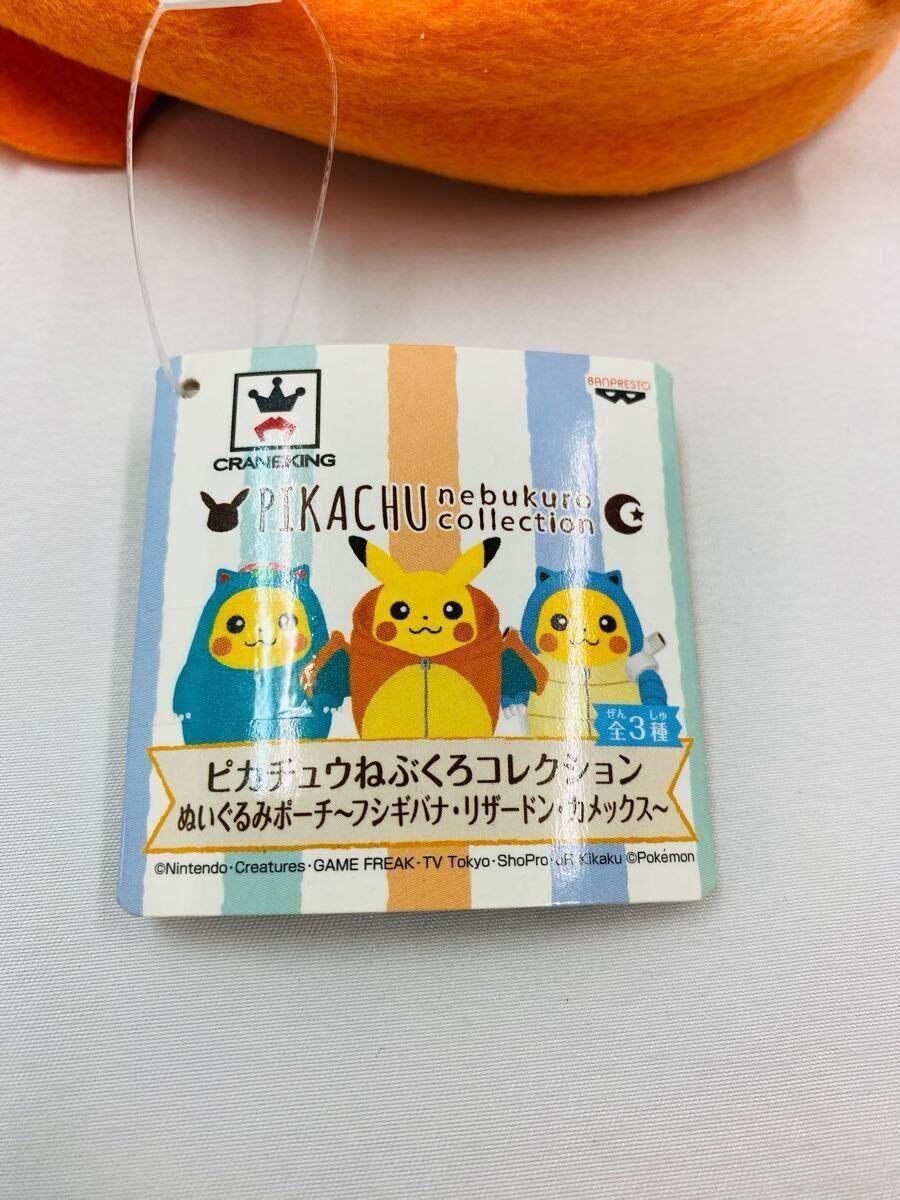 BANPRESTO
CRANEKING
PIKACHU nebukuro collection
ぜん しゅ
全3種
ピカチュウねぶくろコレクション
ぬいぐるみポーチ～フシギバナ・リザードン・カメックス～
©Nintendo・Creatures・GAME FREAK・TV Tokyo・ShoPro・JR Kikaku ©Pokémon